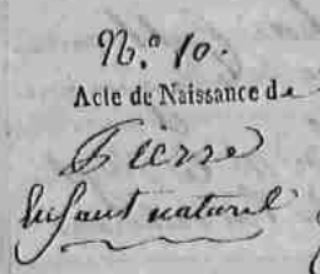 N.º 10.
Acte de Naissance de
Pierre
Enfant naturel